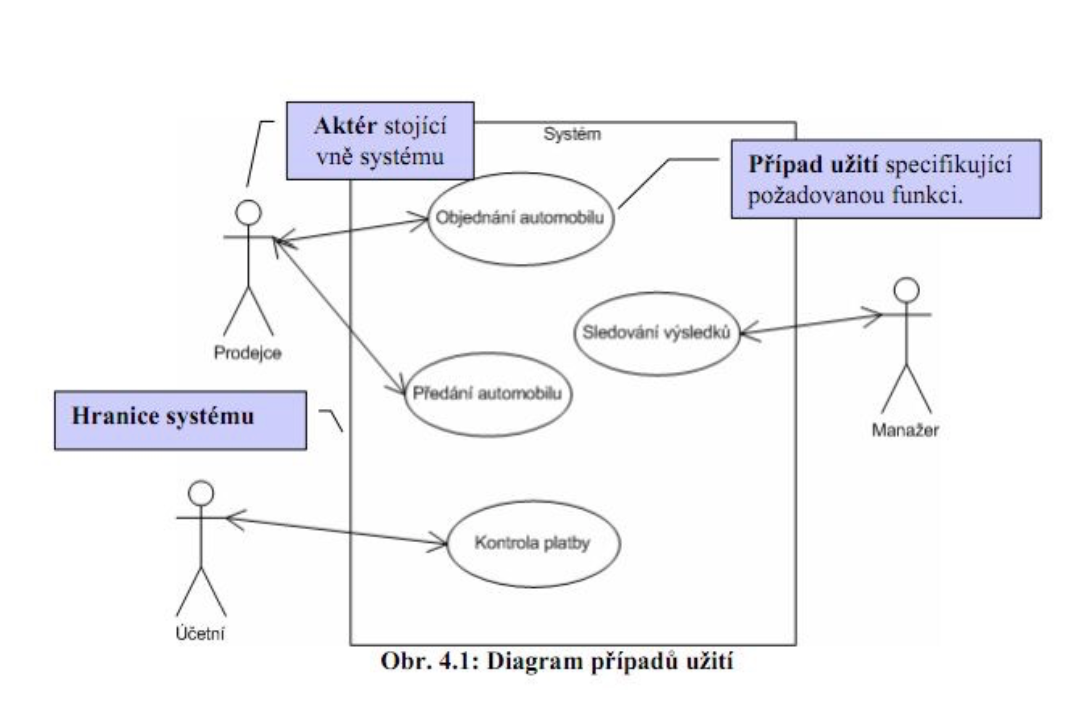 Aktér stojící
vně systému
Systém
Případ užití specifikující
požadovanou funkci.
Objednání automobilu
Sledování výsledků
Prodejce
Předání automobilu
Hranice systému
Manažer
Kontrola platby
Účetní
Obr. 4.1: Diagram případů užití